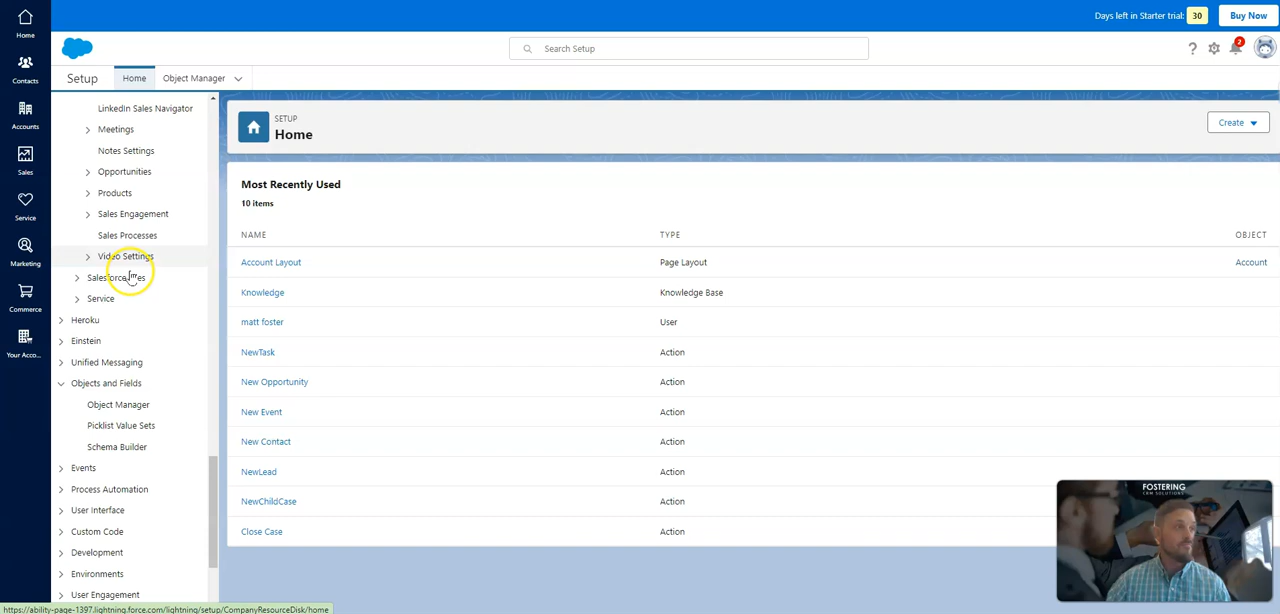 Home
Days left in Starter trial: 30
Buy Now
Search Setup
2
Contacts
Setup
Home
Object Manager
Accounts
LinkedIn Sales Navigator
Meetings
Notes Settings
Opportunities
Products
Sales Engagement
Sales Processes
Video Settings
Service
Heroku
Einstein
Unified Messaging
Objects and Fields
Object Manager
Picklist Value Sets
Schema Builder
Events
Process Automation
User Interface
Custom Code
Development
Environments
User Engagement
Sales
Service
Marketing
Commerce
Your Acco...
SETUP
Home
Create
Most Recently Used
10 items
NAME TYPE OBJECT
Account Layout Page Layout Account
Knowledge Knowledge Base
matt foster User
NewTask Action
New Opportunity Action
New Event Action
New Contact Action
NewLead Action
NewChildCase Action
Close Case Action
FOSTERING
CRM SOLUTIONS
https://ability-page-1397.lightning.force.com/lightning/setup/CompanyResourceDisk/home